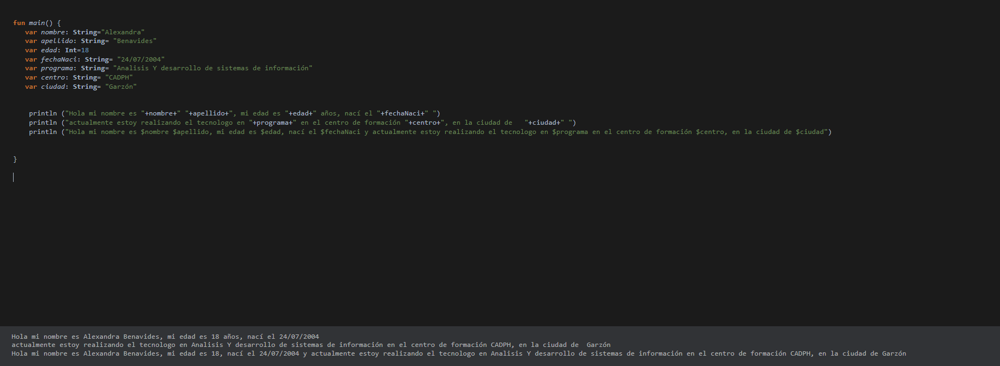 fun main() {
var nombre: String="Alexandra"
var apellido: String= "Benavides"
var edad: Int=18
var fechaNaci: String= "24/07/2004"
var programa: String= "Analisis Y desarrollo de sistemas de información"
var centro: String= "CADPH"
var ciudad: String= "Garzón"
println ("Hola mi nombre es "+nombre+" "+apellido+", mi edad es "+edad+" años, nací el "+fechaNaci+" ")
println ("actualmente estoy realizando el tecnologo en "+programa+" en el centro de formación "+centro+", en la ciudad de   "+ciudad+" ")
println ("Hola mi nombre es $nombre $apellido, mi edad es $edad, nací el $fechaNaci y actualmente estoy realizando el tecnologo en $programa en el centro de formación $centro, en la ciudad de $ciudad")
}
Hola mi nombre es Alexandra Benavides, mi edad es 18 años, nací el 24/07/2004
actualmente estoy realizando el tecnologo en Analisis Y desarrollo de sistemas de información en el centro de formación CADPH, en la ciudad de  Garzón
Hola mi nombre es Alexandra Benavides, mi edad es 18, nací el 24/07/2004 y actualmente estoy realizando el tecnologo en Analisis Y desarrollo de sistemas de información en el centro de formación CADPH, en la ciudad de Garzón